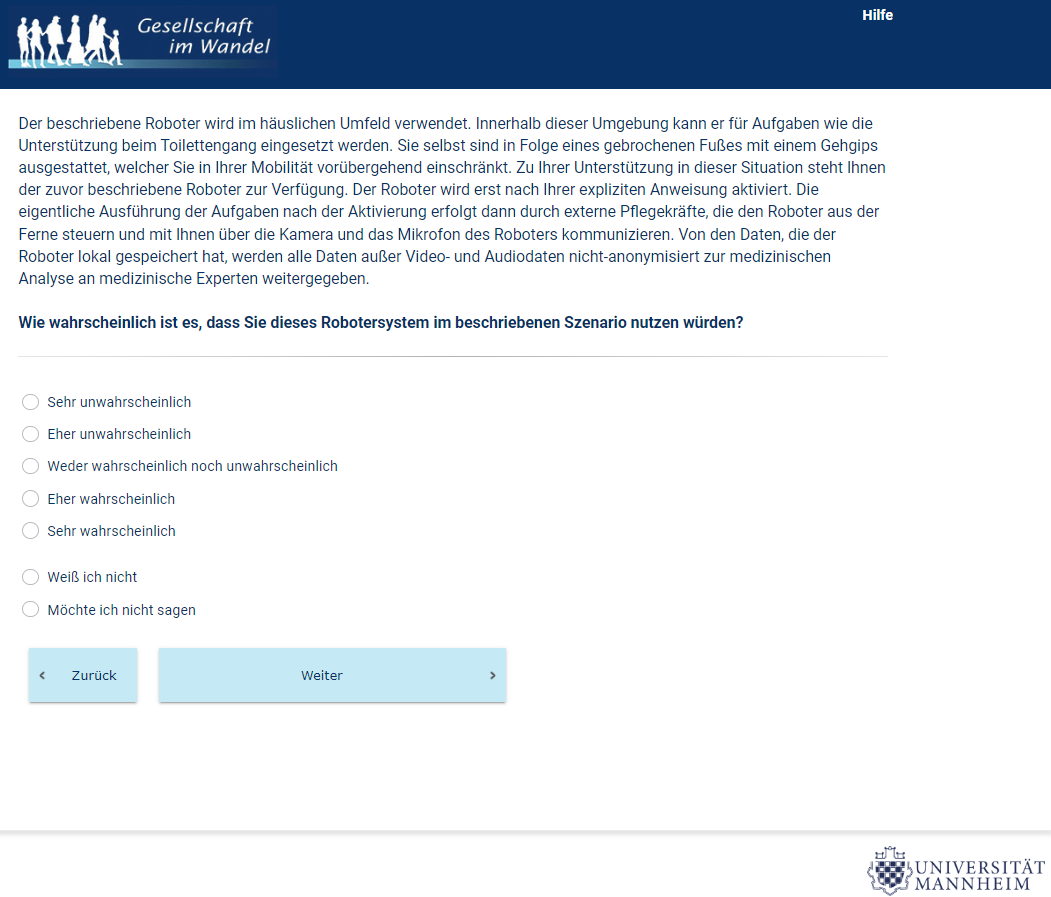 Gesellschaft
im Wandel
Hilfe
Der beschriebene Roboter wird im häuslichen Umfeld verwendet. Innerhalb dieser Umgebung kann er für Aufgaben wie die
Unterstützung beim Toilettengang eingesetzt werden. Sie selbst sind in Folge eines gebrochenen Fußes mit einem Gehgips
ausgestattet, welcher Sie in Ihrer Mobilität vorübergehend einschränkt. Zu Ihrer Unterstützung in dieser Situation steht Ihnen
der zuvor beschriebene Roboter zur Verfügung. Der Roboter wird erst nach Ihrer expliziten Anweisung aktiviert. Die
eigentliche Ausführung der Aufgaben nach der Aktivierung erfolgt dann durch externe Pflegekräfte, die den Roboter aus der
Ferne steuern und mit Ihnen über die Kamera und das Mikrofon des Roboters kommunizieren. Von den Daten, die der
Roboter lokal gespeichert hat, werden alle Daten außer Video- und Audiodaten nicht-anonymisiert zur medizinischen
Analyse an medizinische Experten weitergegeben.
Wie wahrscheinlich ist es, dass Sie dieses Robotersystem im beschriebenen Szenario nutzen würden?
Sehr unwahrscheinlich
Eher unwahrscheinlich
Weder wahrscheinlich noch unwahrscheinlich
Eher wahrscheinlich
Sehr wahrscheinlich
Weiß ich nicht
Möchte ich nicht sagen
‹ Zurück
Weiter ›
UNIVERSITÄT
MANNHEIM